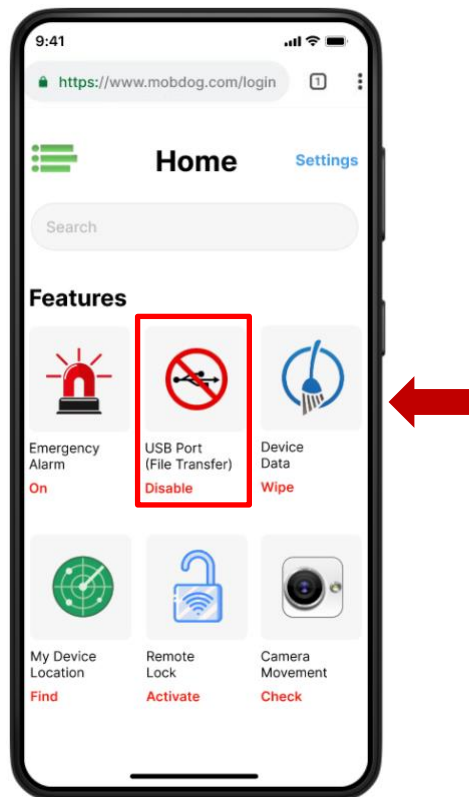 9:41
https://www.mobdog.com/login
1
Home
Settings
Search
Features
Emergency
Alarm
On
USB Port
(File Transfer)
Disable
Device
Data
Wipe
My Device
Location
Find
Remote
Lock
Activate
Camera
Movement
Check